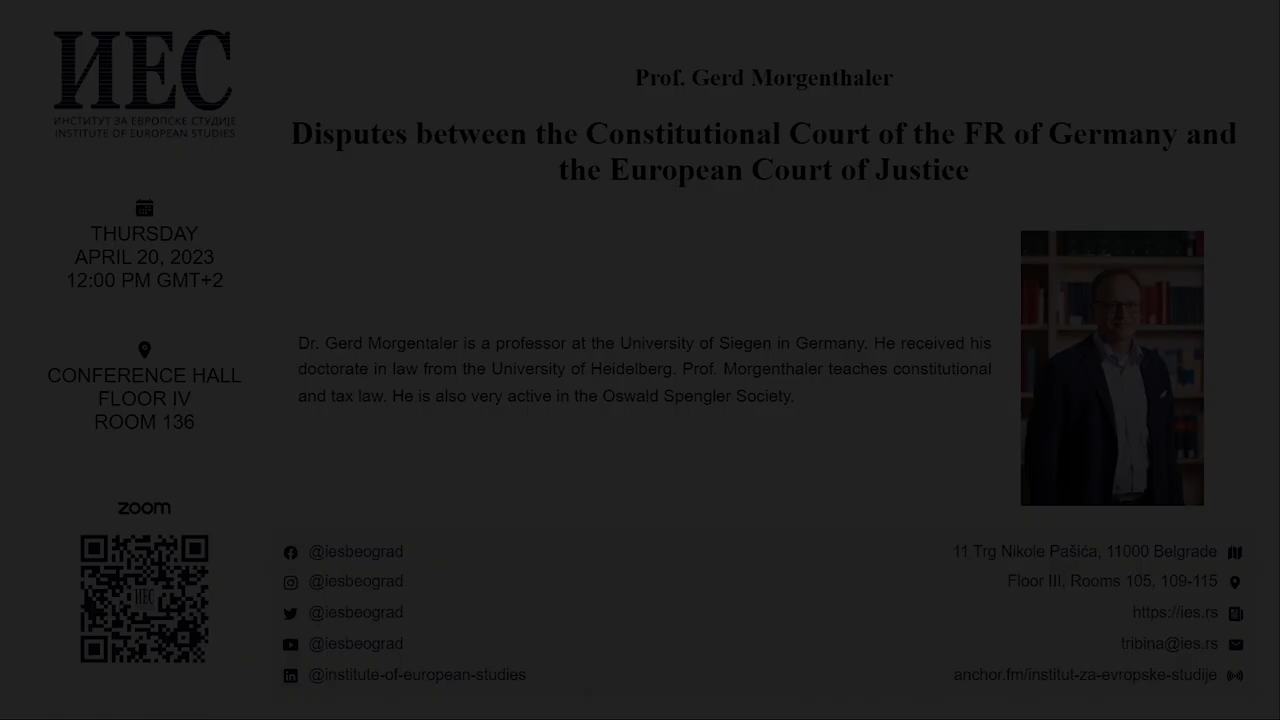 ИЕС
ИНСТИТУТ ЗА ЕВРОПСКЕ СТУДИЈЕ
INSTITUTE OF EUROPEAN STUDIES
THURSDAY
APRIL 20, 2023
12:00 PM GMT+2
CONFERENCE HALL
FLOOR IV
ROOM 136
zoom
ИЕС
Prof. Gerd Morgenthaler
Disputes between the Constitutional Court of the FR of Germany and
the European Court of Justice
Dr. Gerd Morgentaler is a professor at the University of Siegen in Germany. He received his
doctorate in law from the University of Heidelberg. Prof. Morgenthaler teaches constitutional
and tax law. He is also very active in the Oswald Spengler Society.
@iesbeograd
@iesbeograd
@iesbeograd
@iesbeograd
@institute-of-european-studies
11 Trg Nikole Pašića, 11000 Belgrade
Floor III, Rooms 105, 109-115
https://ies.rs
tribina@ies.rs
anchor.fm/institut-za-evropske-studije